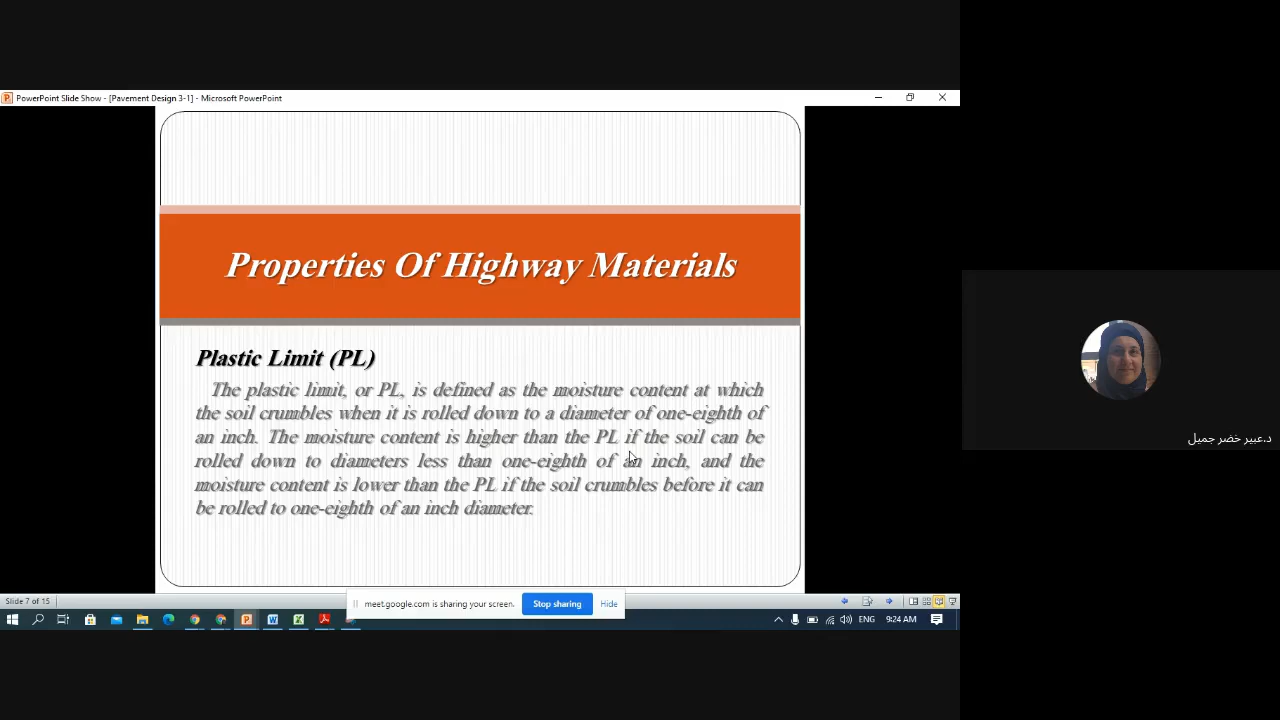 PowerPoint Slide Show - [Pavement Design 3-1] - Microsoft PowerPoint
Properties Of Highway Materials
Plastic Limit (PL)
The plastic limit, or PL, is defined as the moisture content at which
the soil crumbles when it is rolled down to a diameter of one-eighth of
an inch. The moisture content is higher than the PL if the soil can be
rolled down to diameters less than one-eighth of an inch, and the
moisture content is lower than the PL if the soil crumbles before it can
be rolled to one-eighth of an inch diameter.
د.عبير خضر جميل
Slide 7 of 15
meet.google.com is sharing your screen.
Stop sharing
Hide
ENG
9:24 AM